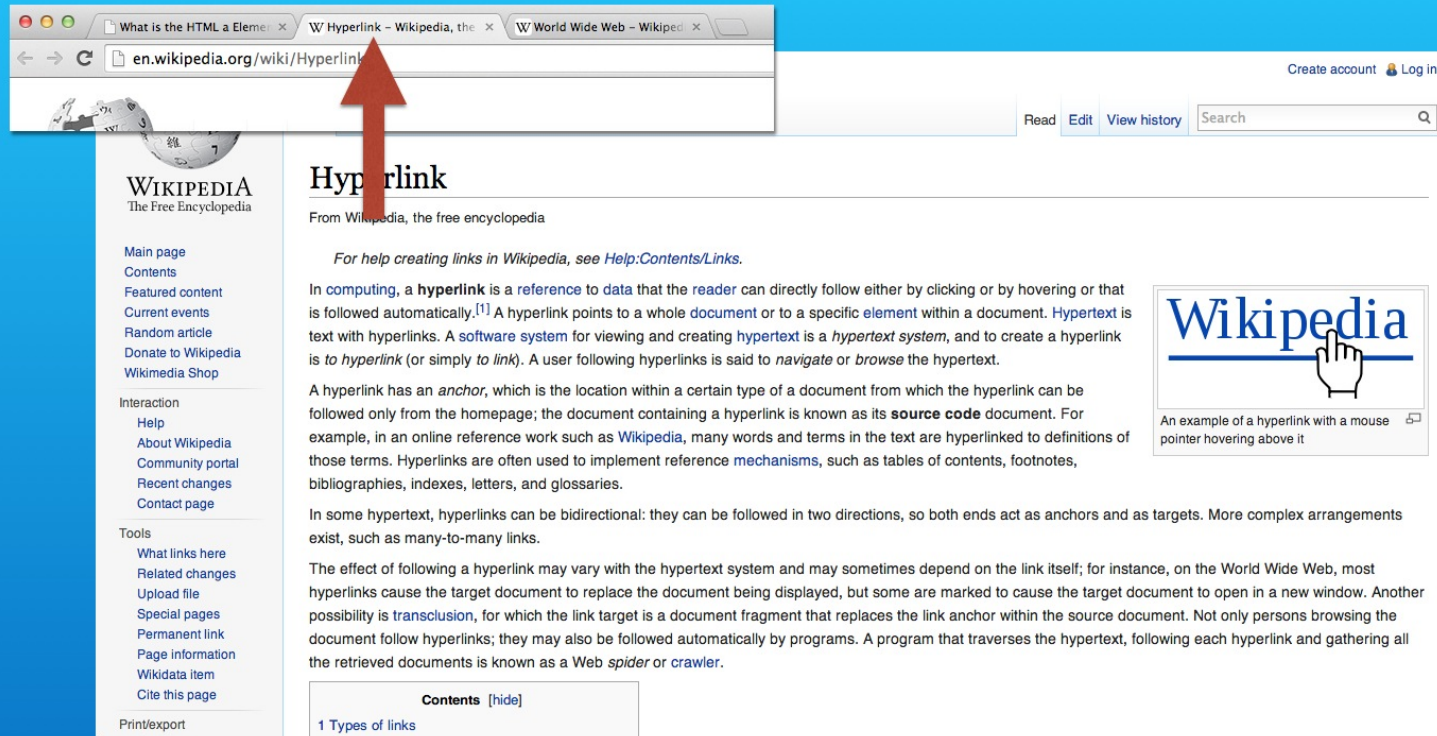 What is the HTML a Elemen
Hyperlink – Wikipedia, the
World Wide Web – Wikiped
en.wikipedia.org/wiki/Hyperlink
Create account Log in
Read Edit View history Search
WIKIPEDIA
The Free Encyclopedia
Main page
Contents
Featured content
Current events
Random article
Donate to Wikipedia
Wikimedia Shop
Interaction
Help
About Wikipedia
Community portal
Recent changes
Contact page
Tools
What links here
Related changes
Upload file
Special pages
Permanent link
Page information
Wikidata item
Cite this page
Print/export
Hyperlink
From Wikipedia, the free encyclopedia
For help creating links in Wikipedia, see Help:Contents/Links.
In computing, a hyperlink is a reference to data that the reader can directly follow either by clicking or by hovering or that
is followed automatically.[1] A hyperlink points to a whole document or to a specific element within a document. Hypertext is
text with hyperlinks. A software system for viewing and creating hypertext is a hypertext system, and to create a hyperlink
is to hyperlink (or simply to link). A user following hyperlinks is said to navigate or browse the hypertext.
A hyperlink has an anchor, which is the location within a certain type of a document from which the hyperlink can be
followed only from the homepage; the document containing a hyperlink is known as its source code document. For
example, in an online reference work such as Wikipedia, many words and terms in the text are hyperlinked to definitions of
those terms. Hyperlinks are often used to implement reference mechanisms, such as tables of contents, footnotes,
bibliographies, indexes, letters, and glossaries.
In some hypertext, hyperlinks can be bidirectional: they can be followed in two directions, so both ends act as anchors and as targets. More complex arrangements
exist, such as many-to-many links.
The effect of following a hyperlink may vary with the hypertext system and may sometimes depend on the link itself; for instance, on the World Wide Web, most
hyperlinks cause the target document to replace the document being displayed, but some are marked to cause the target document to open in a new window. Another
possibility is transclusion, for which the link target is a document fragment that replaces the link anchor within the source document. Not only persons browsing the
document follow hyperlinks; they may also be followed automatically by programs. A program that traverses the hypertext, following each hyperlink and gathering all
the retrieved documents is known as a Web spider or crawler.
Wikipedia
An example of a hyperlink with a mouse
pointer hovering above it
Contents [hide]
1 Types of links